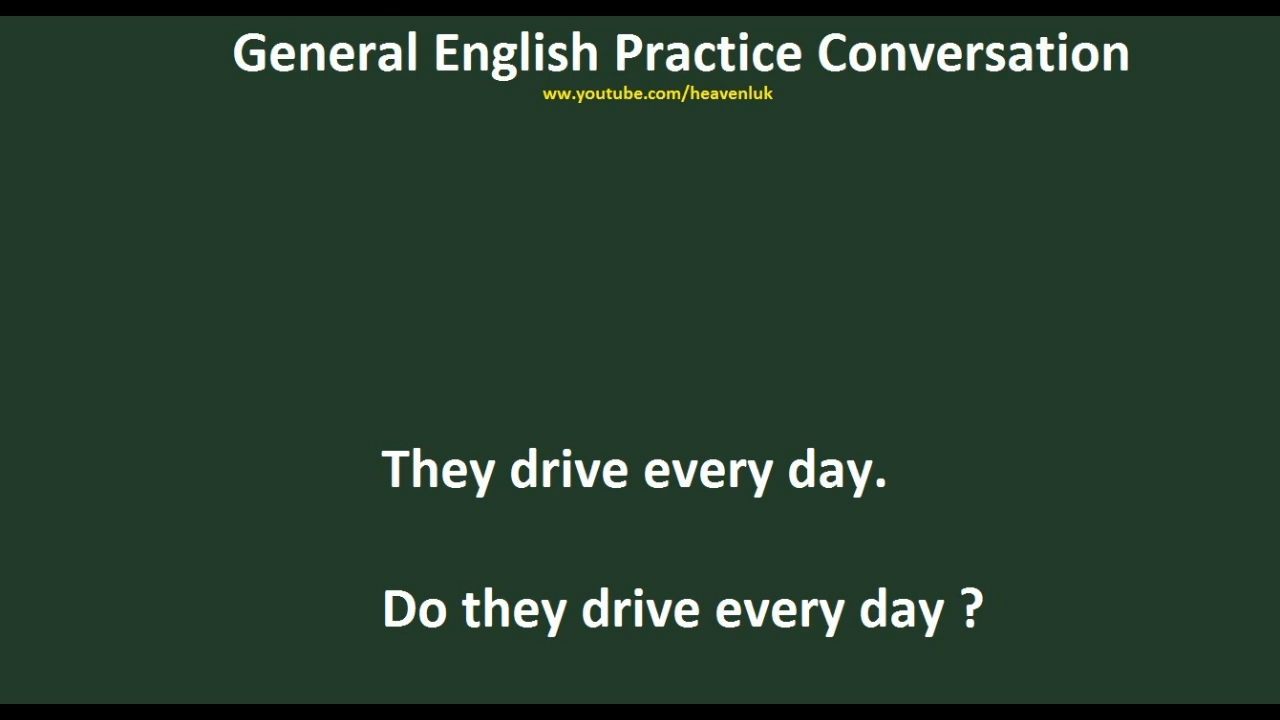 General English Practice Conversation
ww.youtube.com/heavenluk
They drive every day.
Do they drive every day ?